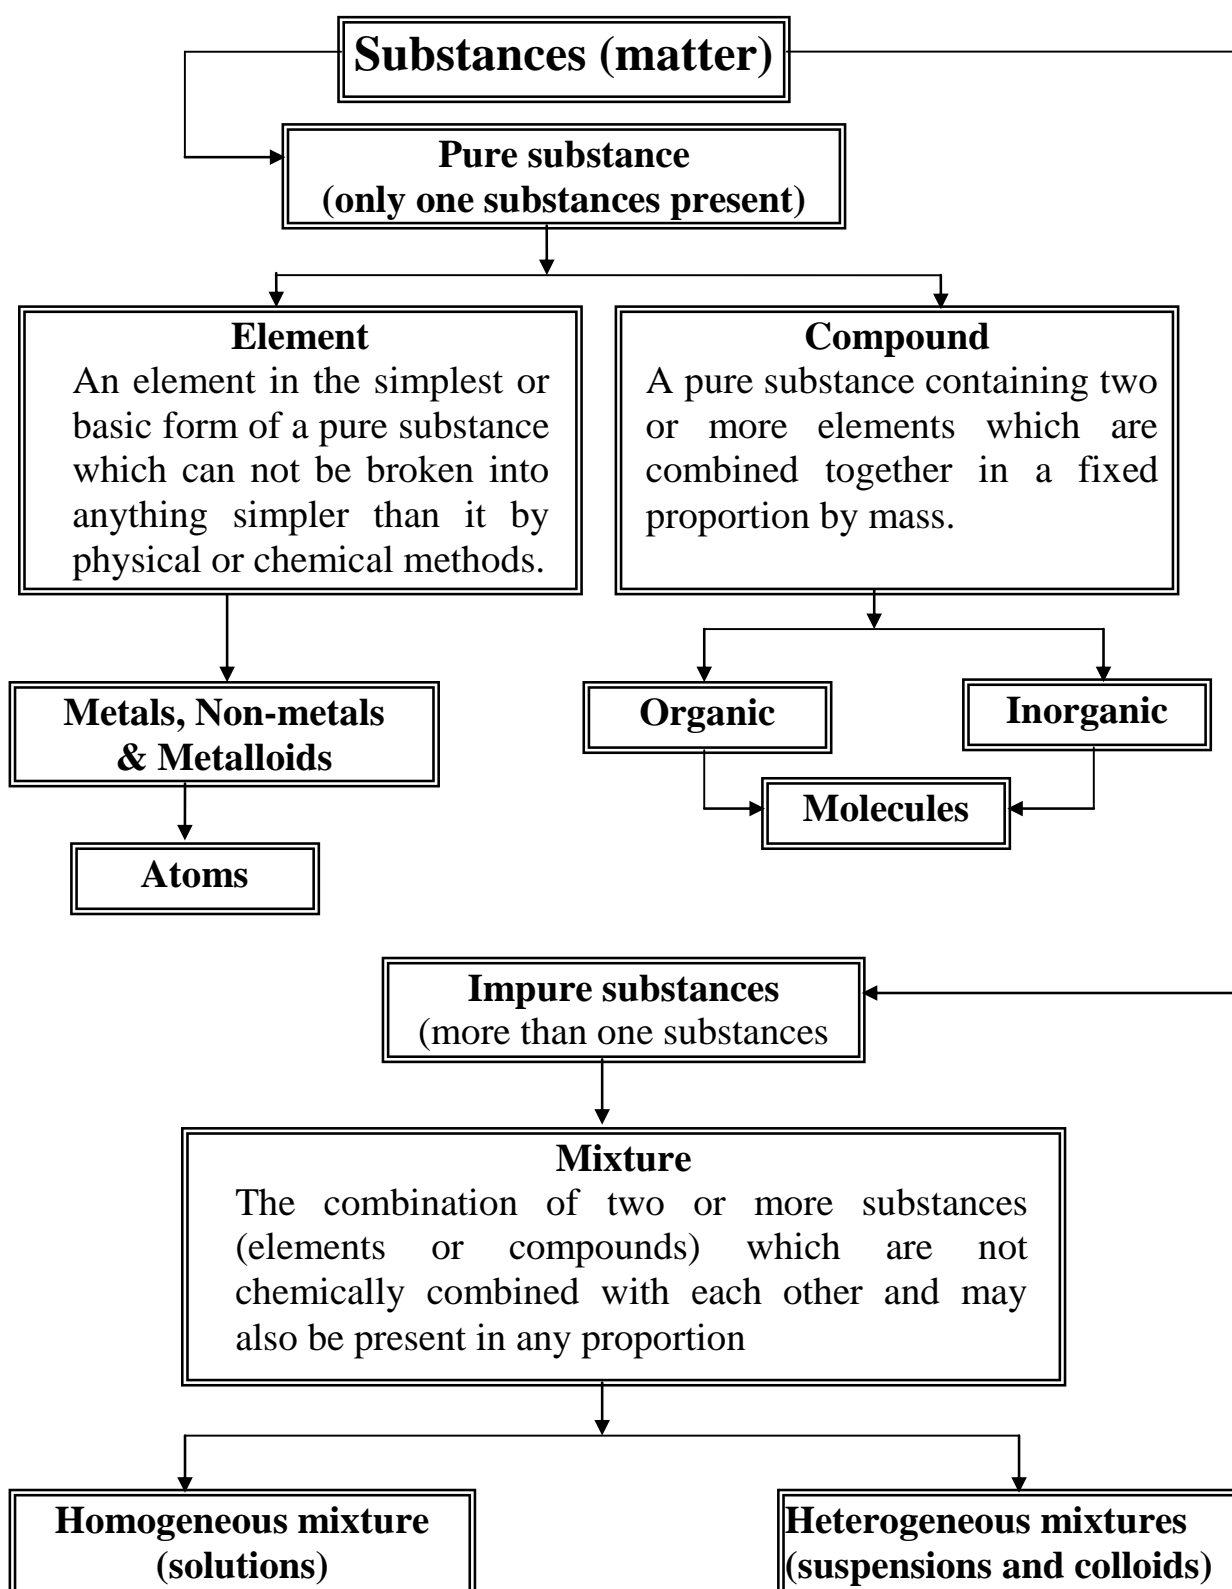 Substances (matter)
Pure substance
(only one substances present)
Element
An element in the simplest or
basic form of a pure substance
which can not be broken into
anything simpler than it by
physical or chemical methods.
Compound
A pure substance containing two
or more elements which are
combined together in a fixed
proportion by mass.
Metals, Non-metals
& Metalloids
Organic
Inorganic
Molecules
Atoms
Impure substances
(more than one substances
Mixture
The combination of two or more substances
(elements or compounds) which are not
chemically combined with each other and may
also be present in any proportion
Homogeneous mixture
(solutions)
Heterogeneous mixtures
(suspensions and colloids)